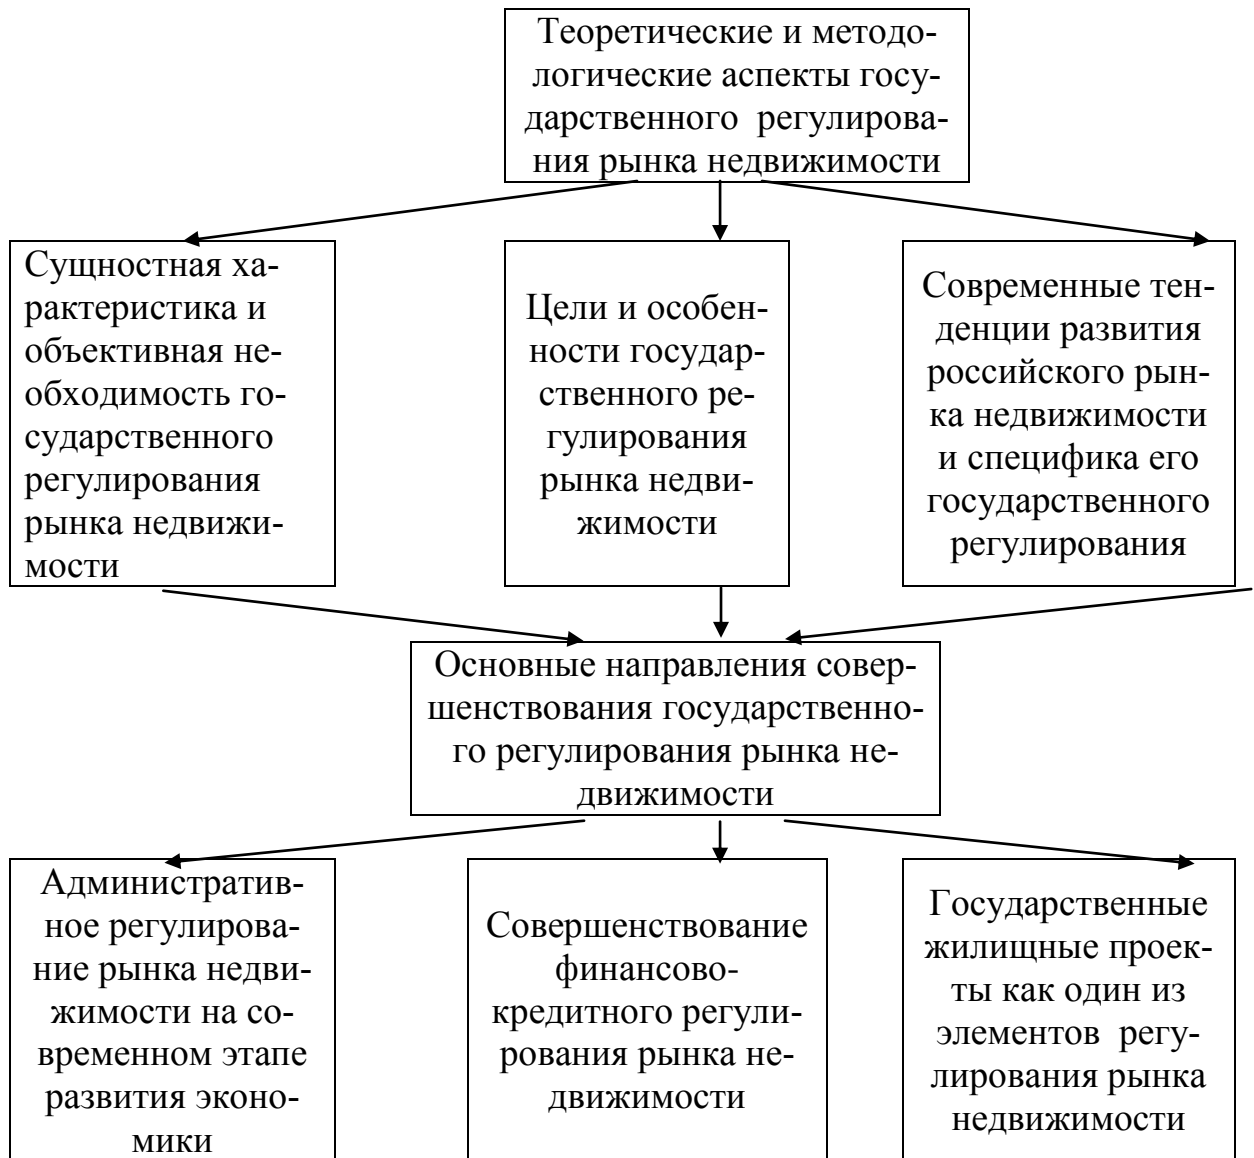 Теоретические и методо-
логические аспекты госу-
дарственного регулирова-
ния рынка недвижимости
Сущностная ха-
рактеристика и
объективная не-
обходимость го-
сударственного
регулирования
рынка недвижи-
мости
Цели и особен-
ности государ-
ственного ре-
гулирования
рынка недви-
жимости
Современные тен-
денции развития
российского рын-
ка недвижимости
и специфика его
государственного
регулирования
Основные направления совер-
шенствования государственно-
го регулирования рынка не-
движимости
Административ-
ное регулирова-
ние рынка недви-
жимости на со-
временном этапе
развития эконо-
мики
Совершенствование
финансово-
кредитного регули-
рования рынка не-
движимости
Государственные
жилищные проек-
ты как один из
элементов регу-
лирования рынка
недвижимости